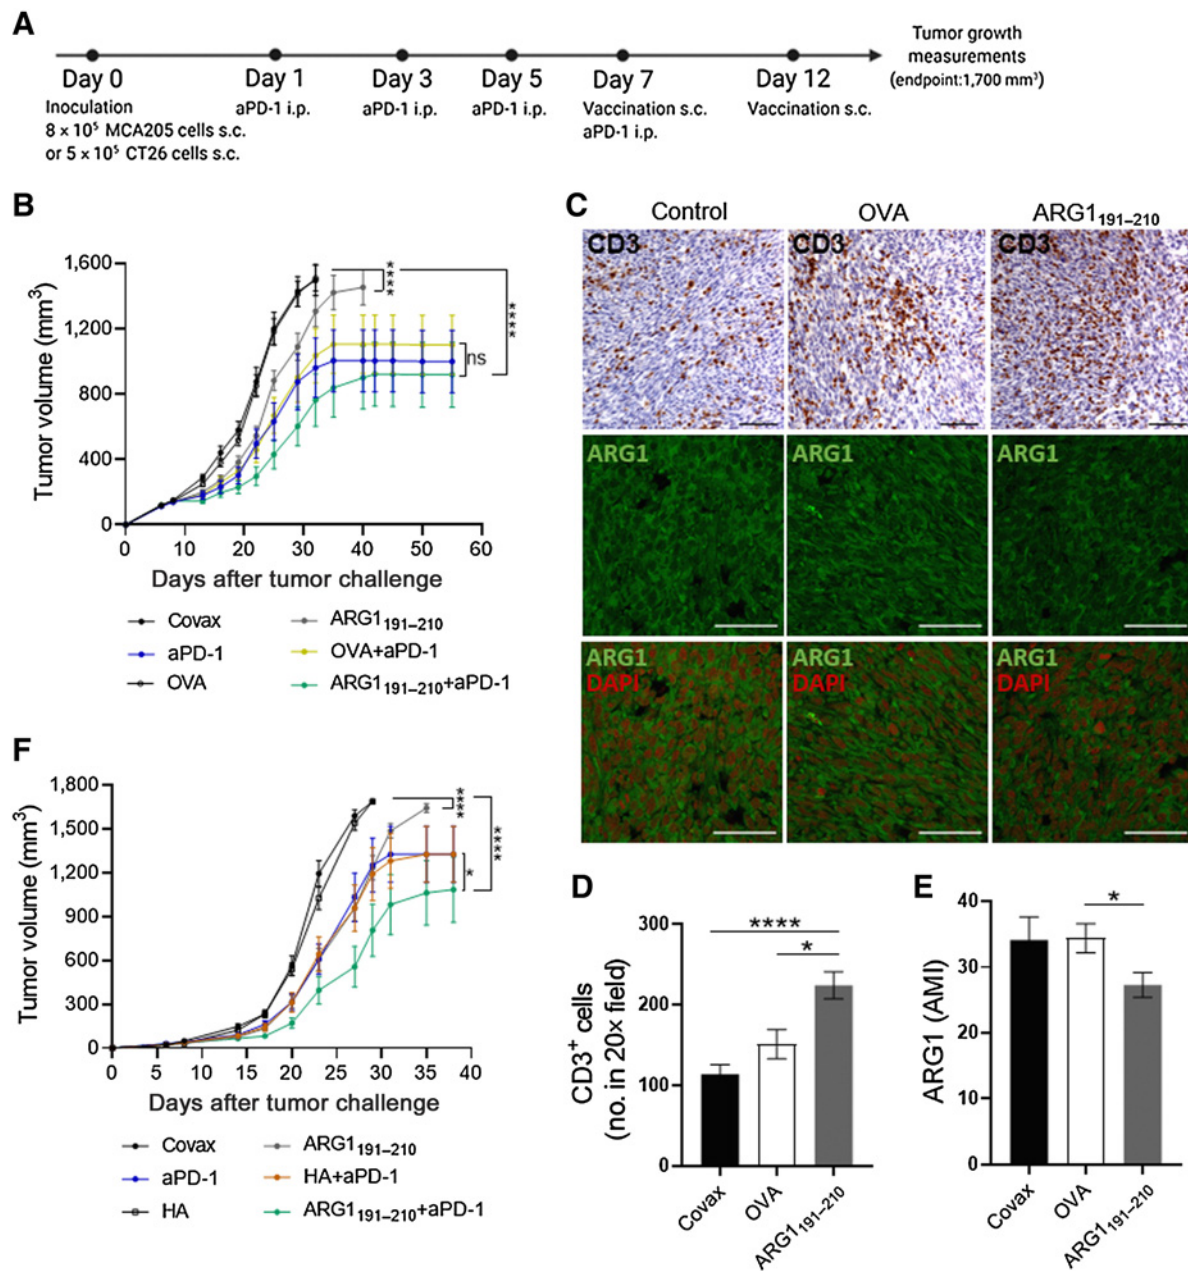 A
Day 0
Inoculation
8 × 10⁵ MCA205 cells s.c.
or 5 × 10⁵ CT26 cells s.c.
Day 1
aPD-1 i.p.
Day 3
aPD-1 i.p.
Day 5
aPD-1 i.p.
Day 7
Vaccination s.c.
aPD-1 i.p.
Day 12
Vaccination s.c.
Tumor growth
measurements
(endpoint:1,700 mm³)
B
Tumor volume (mm³)
1,600
1,200
800
400
0
0 10 20 30 40 50 60
Days after tumor challenge
****
****
ns
Covax
aPD-1
OVA
ARG1₁₉₁₋₂₁₀
OVA+aPD-1
ARG1₁₉₁₋₂₁₀+aPD-1
C
Control OVA ARG1₁₉₁₋₂₁₀
CD3 CD3 CD3
ARG1 ARG1 ARG1
ARG1 ARG1 ARG1
DAPI DAPI DAPI
F
Tumor volume (mm³)
1,800
1,500
1,200
900
600
300
0
0 5 10 15 20 25 30 35 40
Days after tumor challenge
****
****
*
Covax
aPD-1
HA
ARG1₁₉₁₋₂₁₀
HA+aPD-1
ARG1₁₉₁₋₂₁₀+aPD-1
D
CD3⁺ cells
(no. in 20× field)
300
200
100
0
****
*
Covax
OVA
ARG1₁₉₁₋₂₁₀
E
ARG1 (AMI)
40
30
20
10
0
*
Covax
OVA
ARG1₁₉₁₋₂₁₀